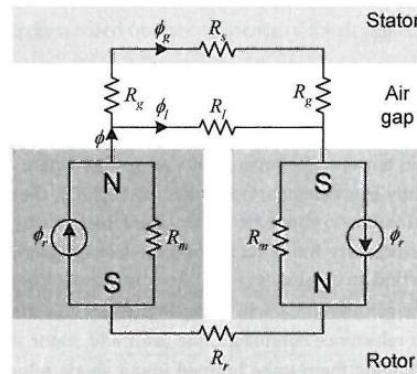 Stator
ϕg Rs
Rg Rg
Air
gap
ϕl Rl
ϕ
N S
ϕr Rm Rm ϕr
S N
Rr
Rotor